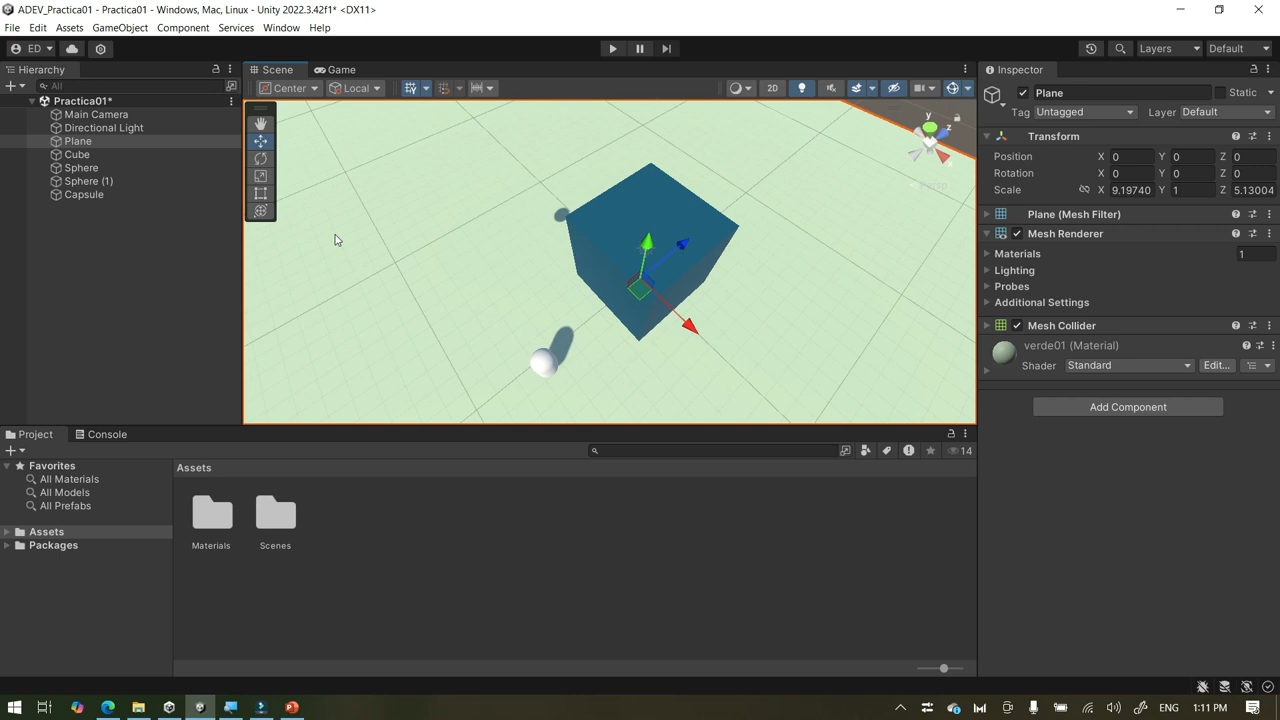 ADEV_Practica01 - Practica01 - Windows, Mac, Linux - Unity 2022.3.42f1* <DX11>
File Edit Assets GameObject Component Services Window Help
ED Layers Default
Hierarchy
All
Practica01*
Main Camera
Directional Light
Plane
Cube
Sphere
Sphere (1)
Capsule
Scene Game
Center Local 2D
y
z
x
Persp
Inspector
Plane Static
Tag Untagged Layer Default
Transform
Position X 0 Y 0 Z 0
Rotation X 0 Y 0 Z 0
Scale X 9.19740 Y 1 Z 5.13004
Plane (Mesh Filter)
Mesh Renderer
Materials 1
Lighting
Probes
Additional Settings
Mesh Collider
verde01 (Material)
Shader Standard Edit...
Add Component
Project Console
14
Favorites
All Materials
All Models
All Prefabs
Assets
Packages
Assets
Materials Scenes
ENG 1:11 PM